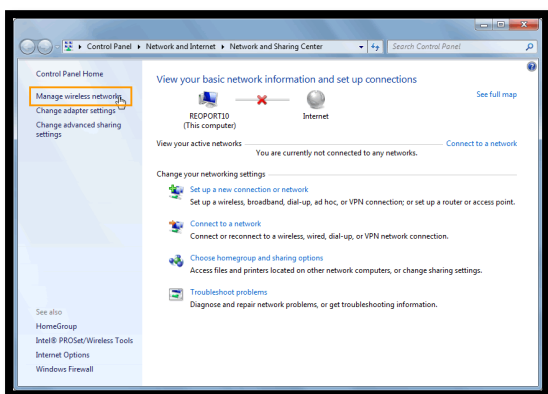 Control Panel ▸ Network and Internet ▸ Network and Sharing Center
Search Control Panel
Control Panel Home
Manage wireless networks
Change adapter settings
Change advanced sharing
settings
See also
HomeGroup
Intel® PROSet/Wireless Tools
Internet Options
Windows Firewall
View your basic network information and set up connections
See full map
REOPORT10
(This computer)
Internet
View your active networks
Connect to a network
You are currently not connected to any networks.
Change your networking settings
Set up a new connection or network
Set up a wireless, broadband, dial-up, ad hoc, or VPN connection; or set up a router or access point.
Connect to a network
Connect or reconnect to a wireless, wired, dial-up, or VPN network connection.
Choose homegroup and sharing options
Access files and printers located on other network computers, or change sharing settings.
Troubleshoot problems
Diagnose and repair network problems, or get troubleshooting information.